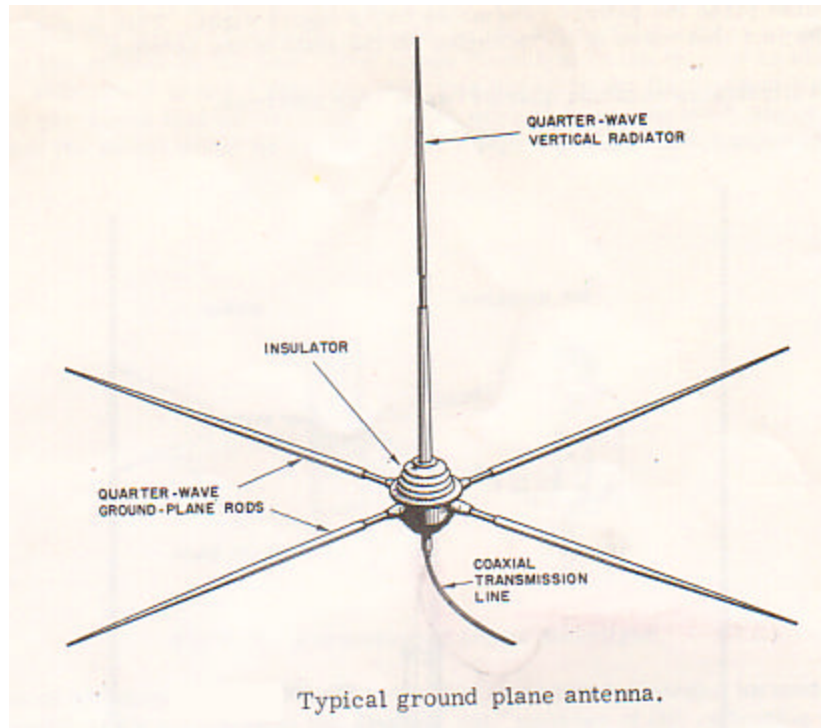 QUARTER-WAVE
VERTICAL RADIATOR
INSULATOR
QUARTER-WAVE
GROUND-PLANE RODS
COAXIAL
TRANSMISSION
LINE
Typical ground plane antenna.